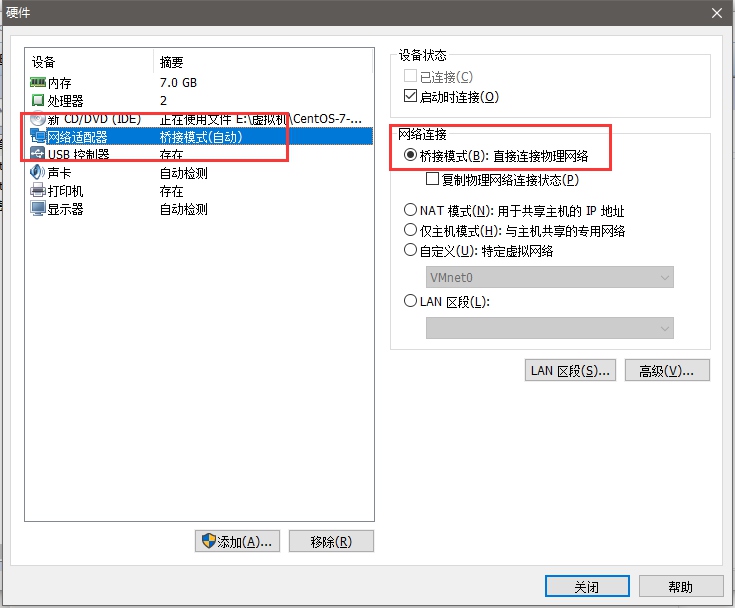 硬件
设备 摘要
内存 7.0 GB
处理器 2
新 CD/DVD (IDE) 正在使用文件 E:\虚拟机\CentOS-7-...
网络适配器 桥接模式(自动)
USB 控制器 存在
声卡 自动检测
打印机 存在
显示器 自动检测
添加(A)...
移除(R)
设备状态
已连接(C)
启动时连接(O)
网络连接
桥接模式(B): 直接连接物理网络
复制物理网络连接状态(P)
NAT 模式(N): 用于共享主机的 IP 地址
仅主机模式(H): 与主机共享的专用网络
自定义(U): 特定虚拟网络
VMnet0
LAN 区段(L):
LAN 区段(S)...
高级(V)...
关闭
帮助